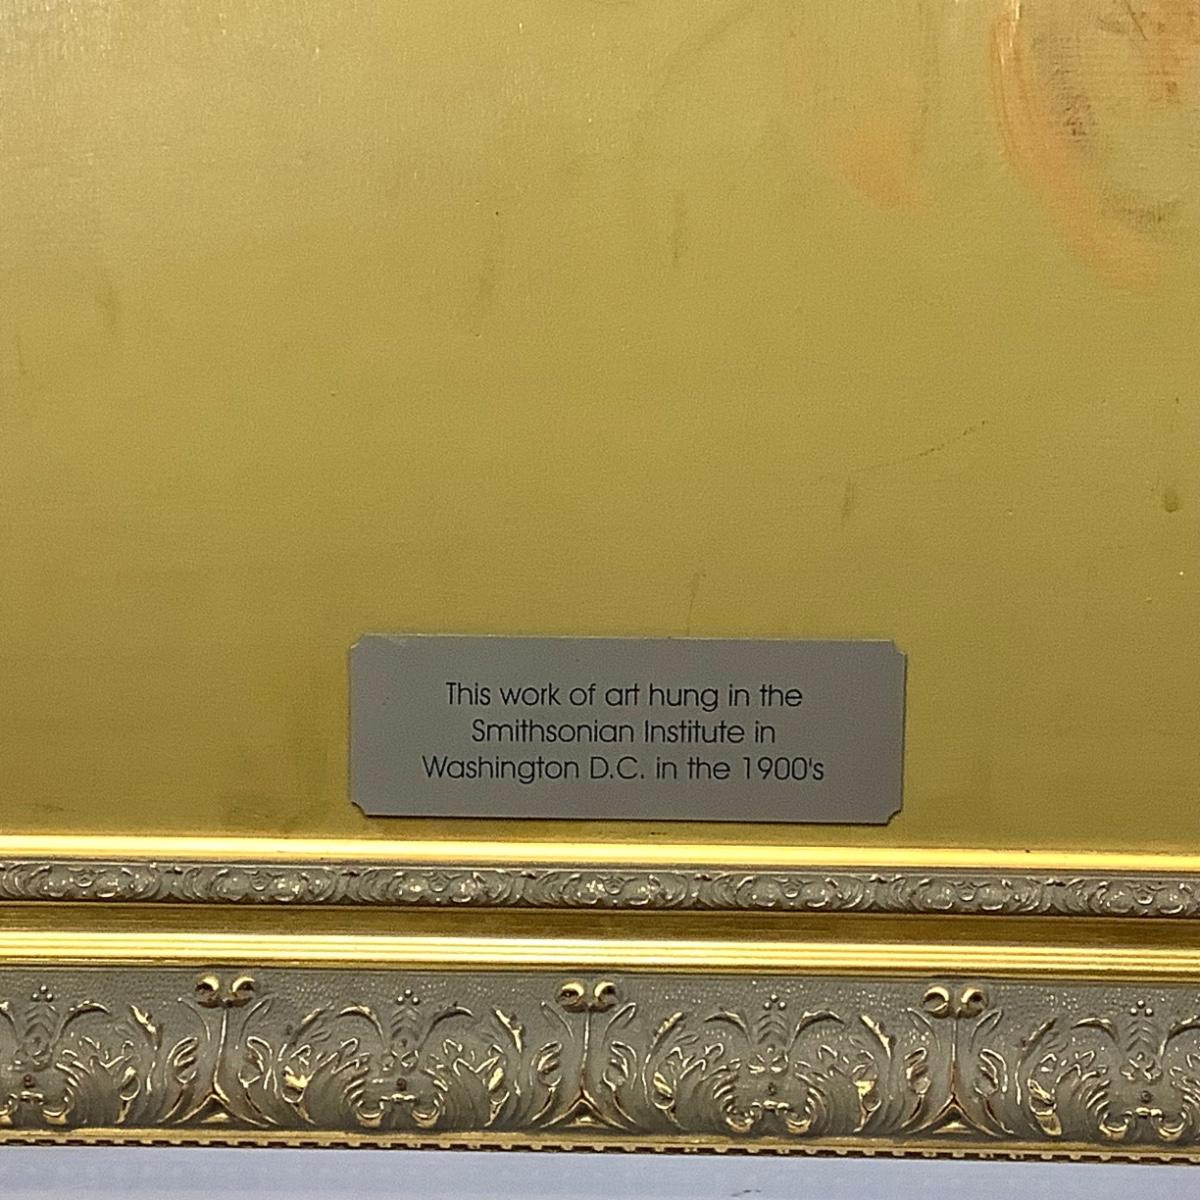 This work of art hung in the
Smithsonian Institute in
Washington D.C. in the 1900's